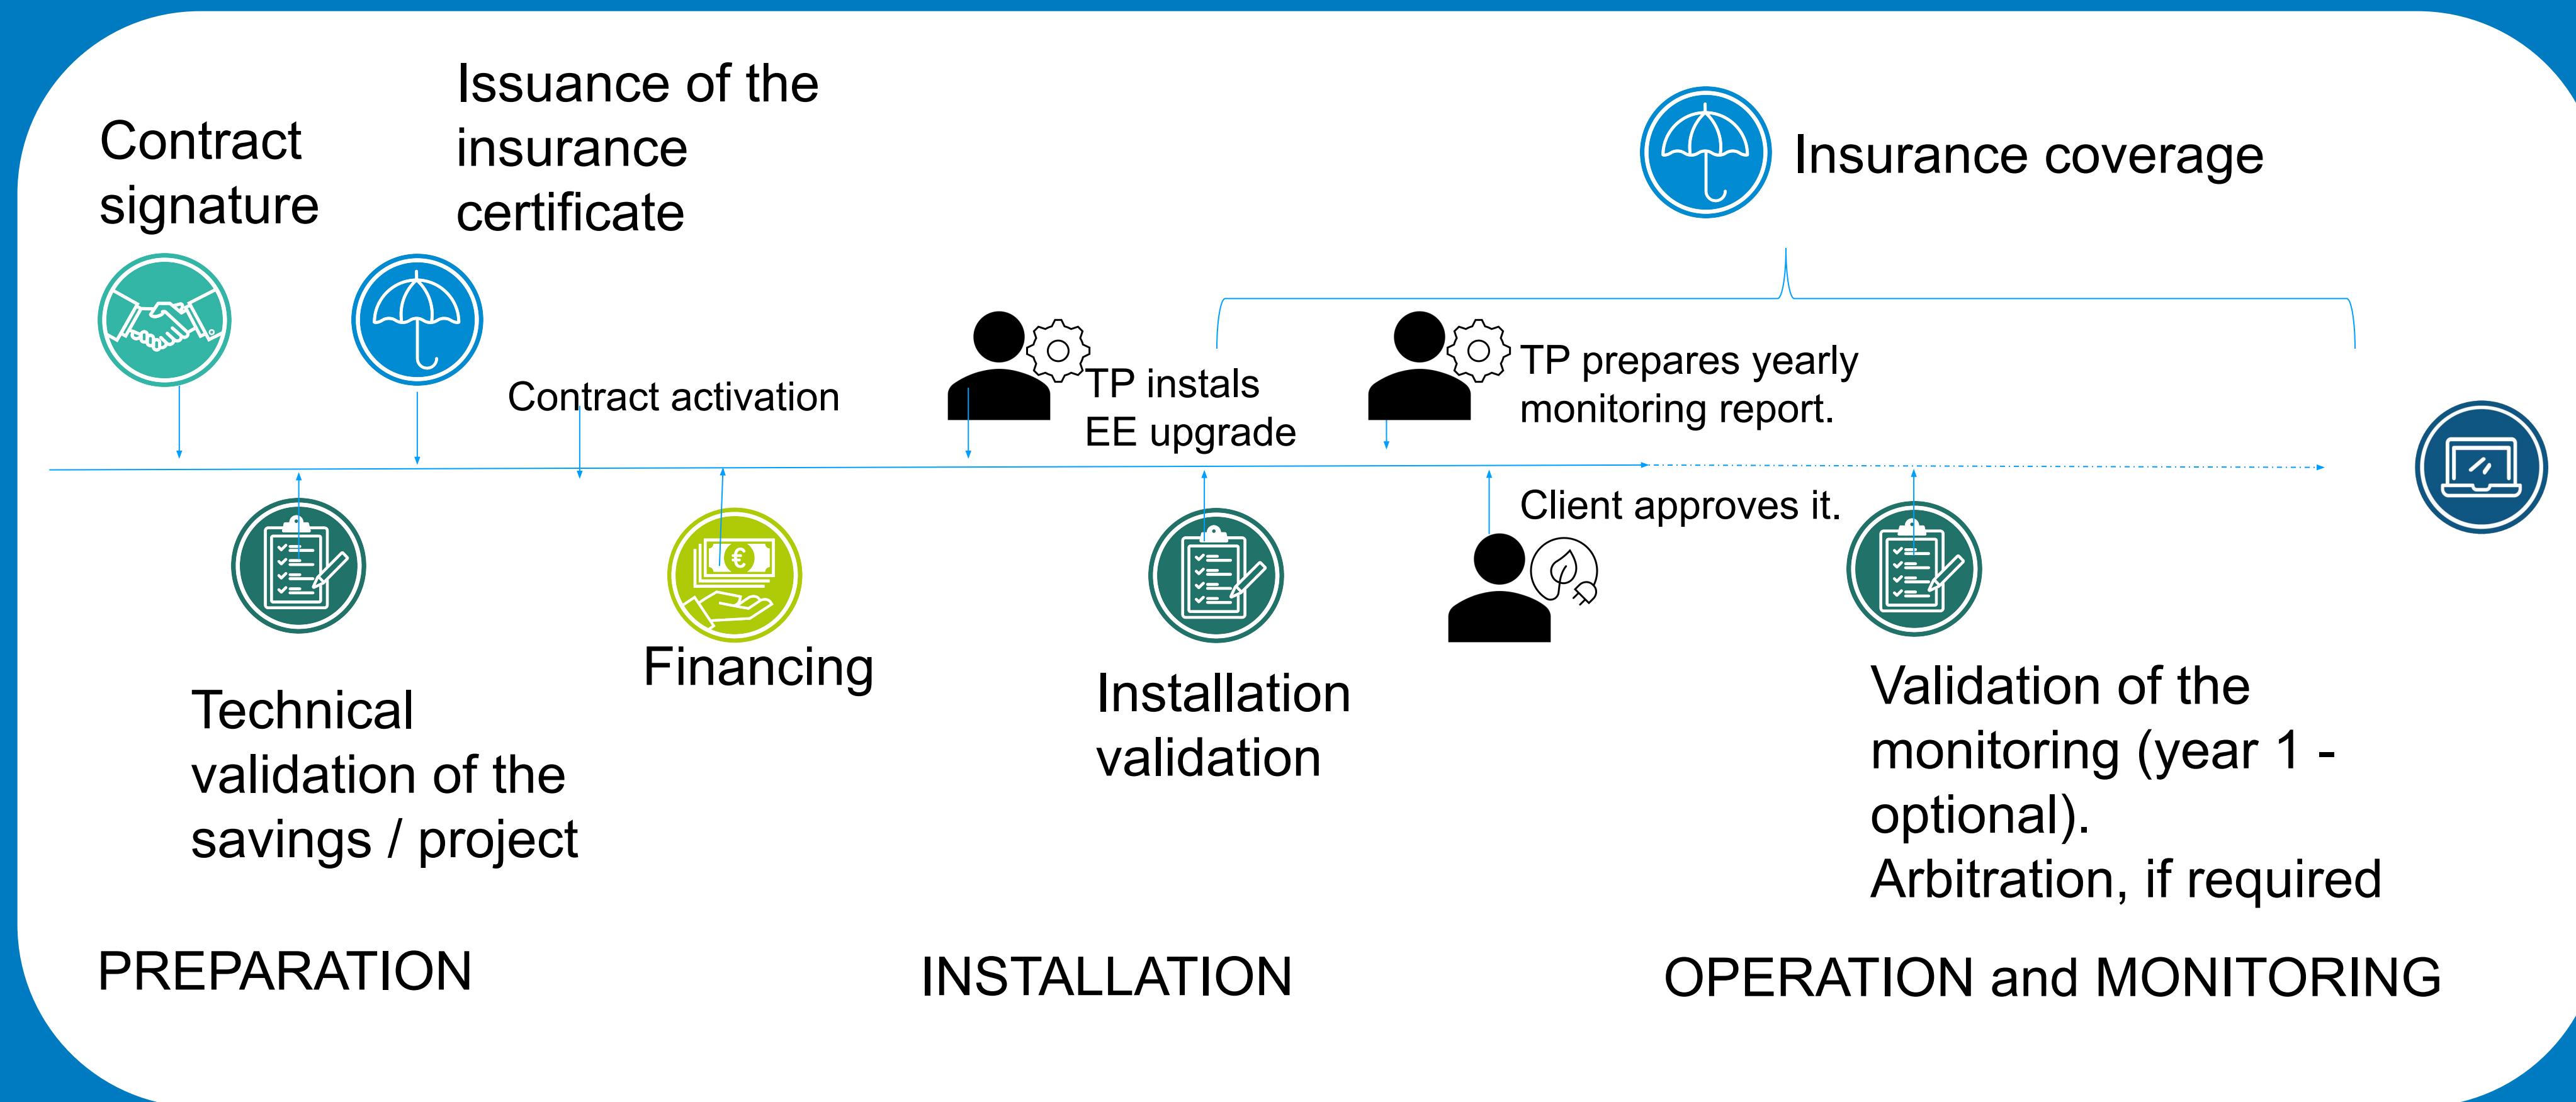 Contract
signature
Issuance of the
insurance
certificate
Insurance coverage
Contract activation
TP instals
EE upgrade
TP prepares yearly
monitoring report.
Client approves it.
€
Technical
validation of the
savings / project
Financing
Installation
validation
Validation of the
monitoring (year 1 -
optional).
Arbitration, if required
PREPARATION
INSTALLATION
OPERATION and MONITORING